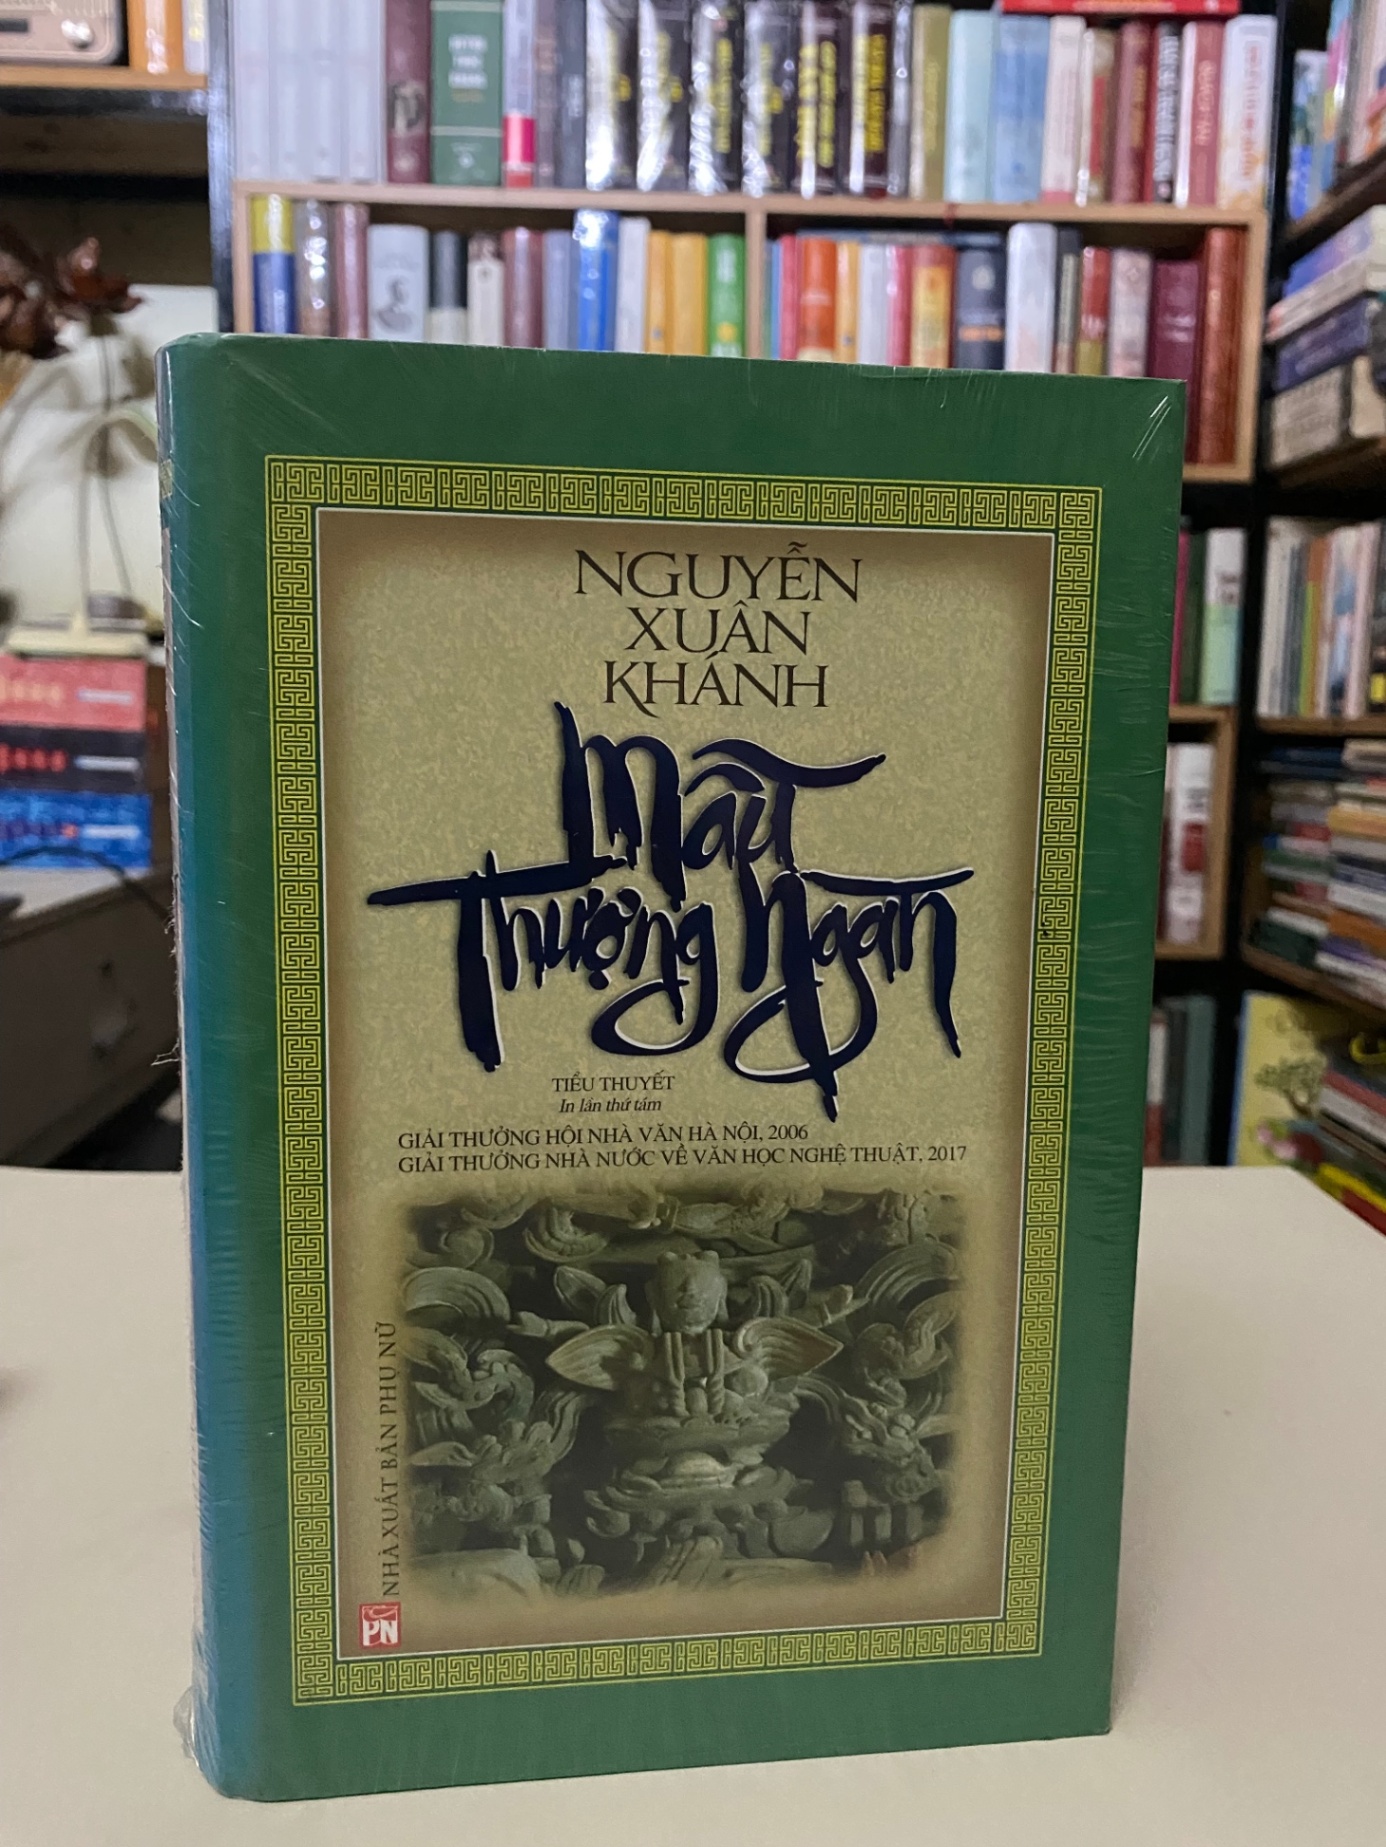 NGUYỄN
XUÂN
KHÁNH
Mẫu
Thượng Ngàn
TIỂU THUYẾT
In lần thứ tám
GIẢI THƯỞNG HỘI NHÀ VĂN HÀ NỘI, 2006
GIẢI THƯỞNG NHÀ NƯỚC VỀ VĂN HỌC NGHỆ THUẬT, 2017
NHÀ XUẤT BẢN PHỤ NỮ
PN